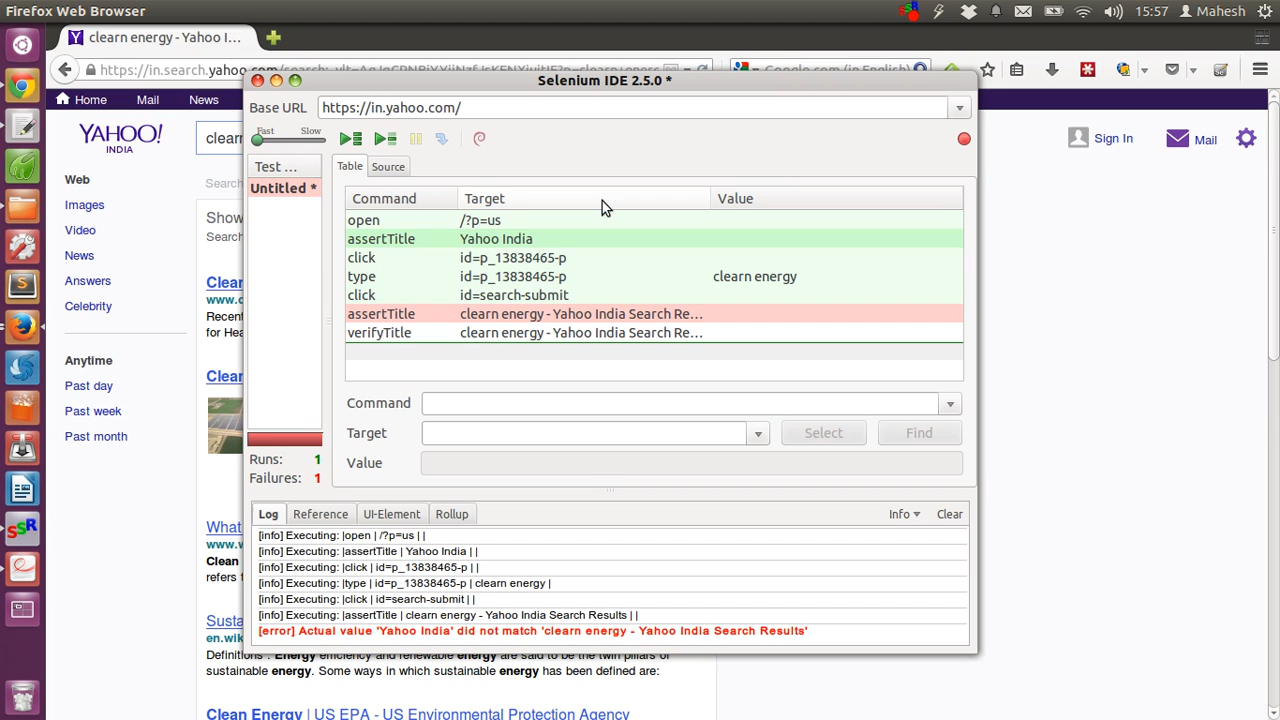 Firefox Web Browser
15:57
Mahesh
clearn energy - Yahoo I...
Selenium IDE 2.5.0 *
Home Mail News
Base URL https://in.yahoo.com/
Fast Slow
YAHOO!
INDIA
clearn
Sign In Mail
Web
Images
Video
News
Answers
Celebrity
Anytime
Past day
Past week
Past month
Test ...
Untitled *
Table Source
Command Target Value
open /?p=us
assertTitle Yahoo India
click id=p_13838465-p
type id=p_13838465-p clearn energy
click id=search-submit
assertTitle clearn energy - Yahoo India Search Re...
verifyTitle clearn energy - Yahoo India Search Re...
Command
Target Select Find
Value
Runs: 1
Failures: 1
Log Reference UI-Element Rollup Info Clear
[info] Executing: |open | /?p=us | |
[info] Executing: |assertTitle | Yahoo India | |
[info] Executing: |click | id=p_13838465-p | |
[info] Executing: |type | id=p_13838465-p | clearn energy |
[info] Executing: |click | id=search-submit | |
[info] Executing: |assertTitle | clearn energy - Yahoo India Search Results | |
[error] Actual value 'Yahoo India' did not match 'clearn energy - Yahoo India Search Results'
Definitions . Energy efficiency and renewable energy are said to be the twin pillars of
sustainable energy. Some ways in which sustainable energy has been defined are:
Clean Energy | US EPA - US Environmental Protection Agency